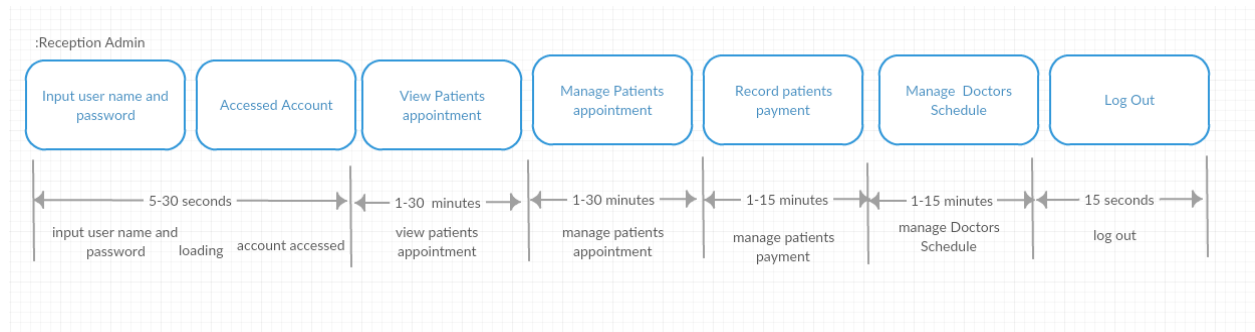 :Reception Admin
Input user name and
password
Accessed Account
View Patients
appointment
Manage Patients
appointment
Record patients
payment
Manage Doctors
Schedule
Log Out
5-30 seconds
1-30 minutes
1-30 minutes
1-15 minutes
1-15 minutes
15 seconds
input user name and
password
loading
account accessed
view patients
appointment
manage patients
appointment
manage patients
payment
manage Doctors
Schedule
log out